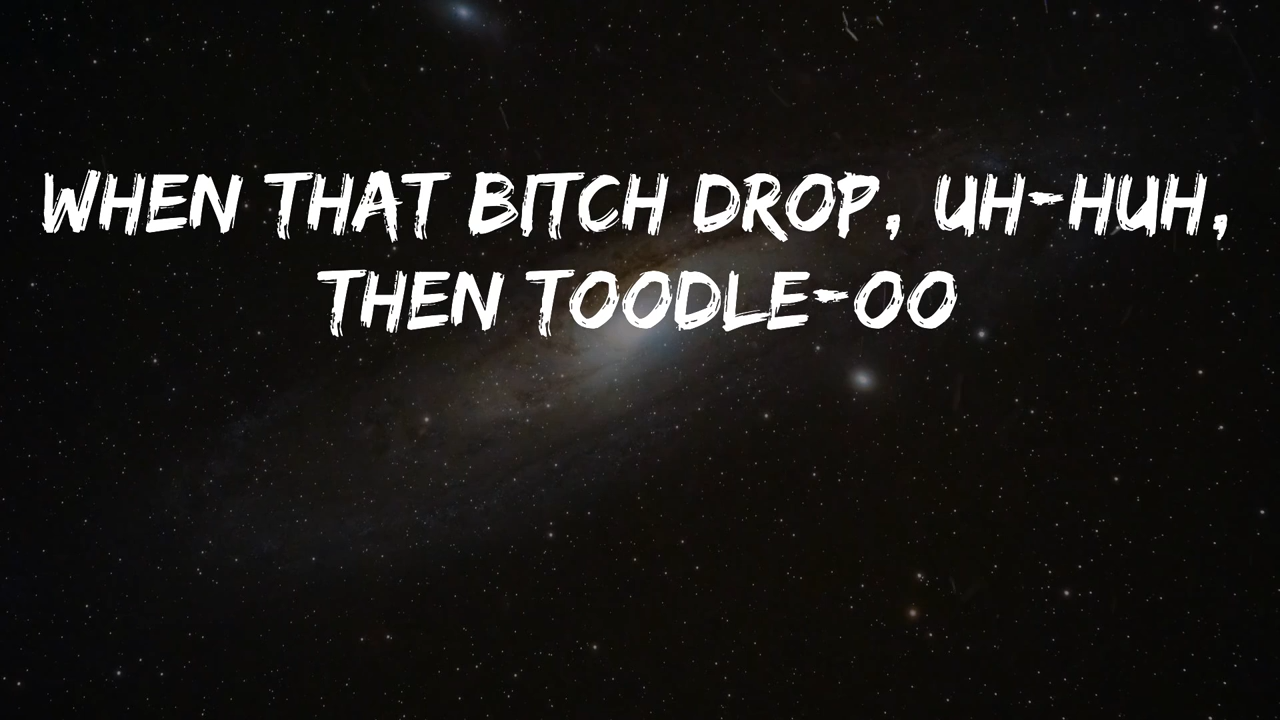 WHEN THAT BITCH DROP, UH-HUH,
THEN TOODLE-OO